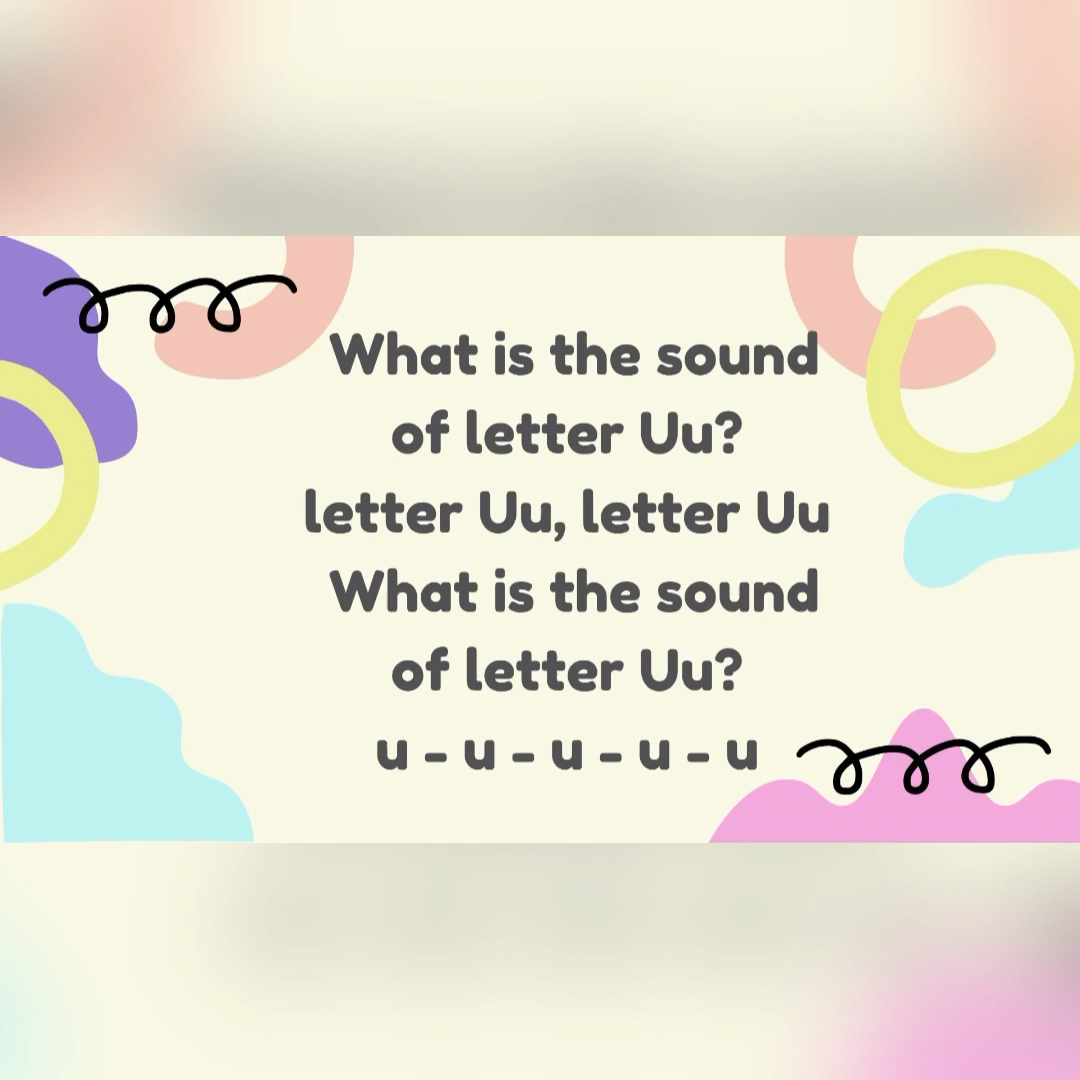 What is the sound
of letter Uu?
letter Uu, letter Uu
What is the sound
of letter Uu?
u - u - u - u - u